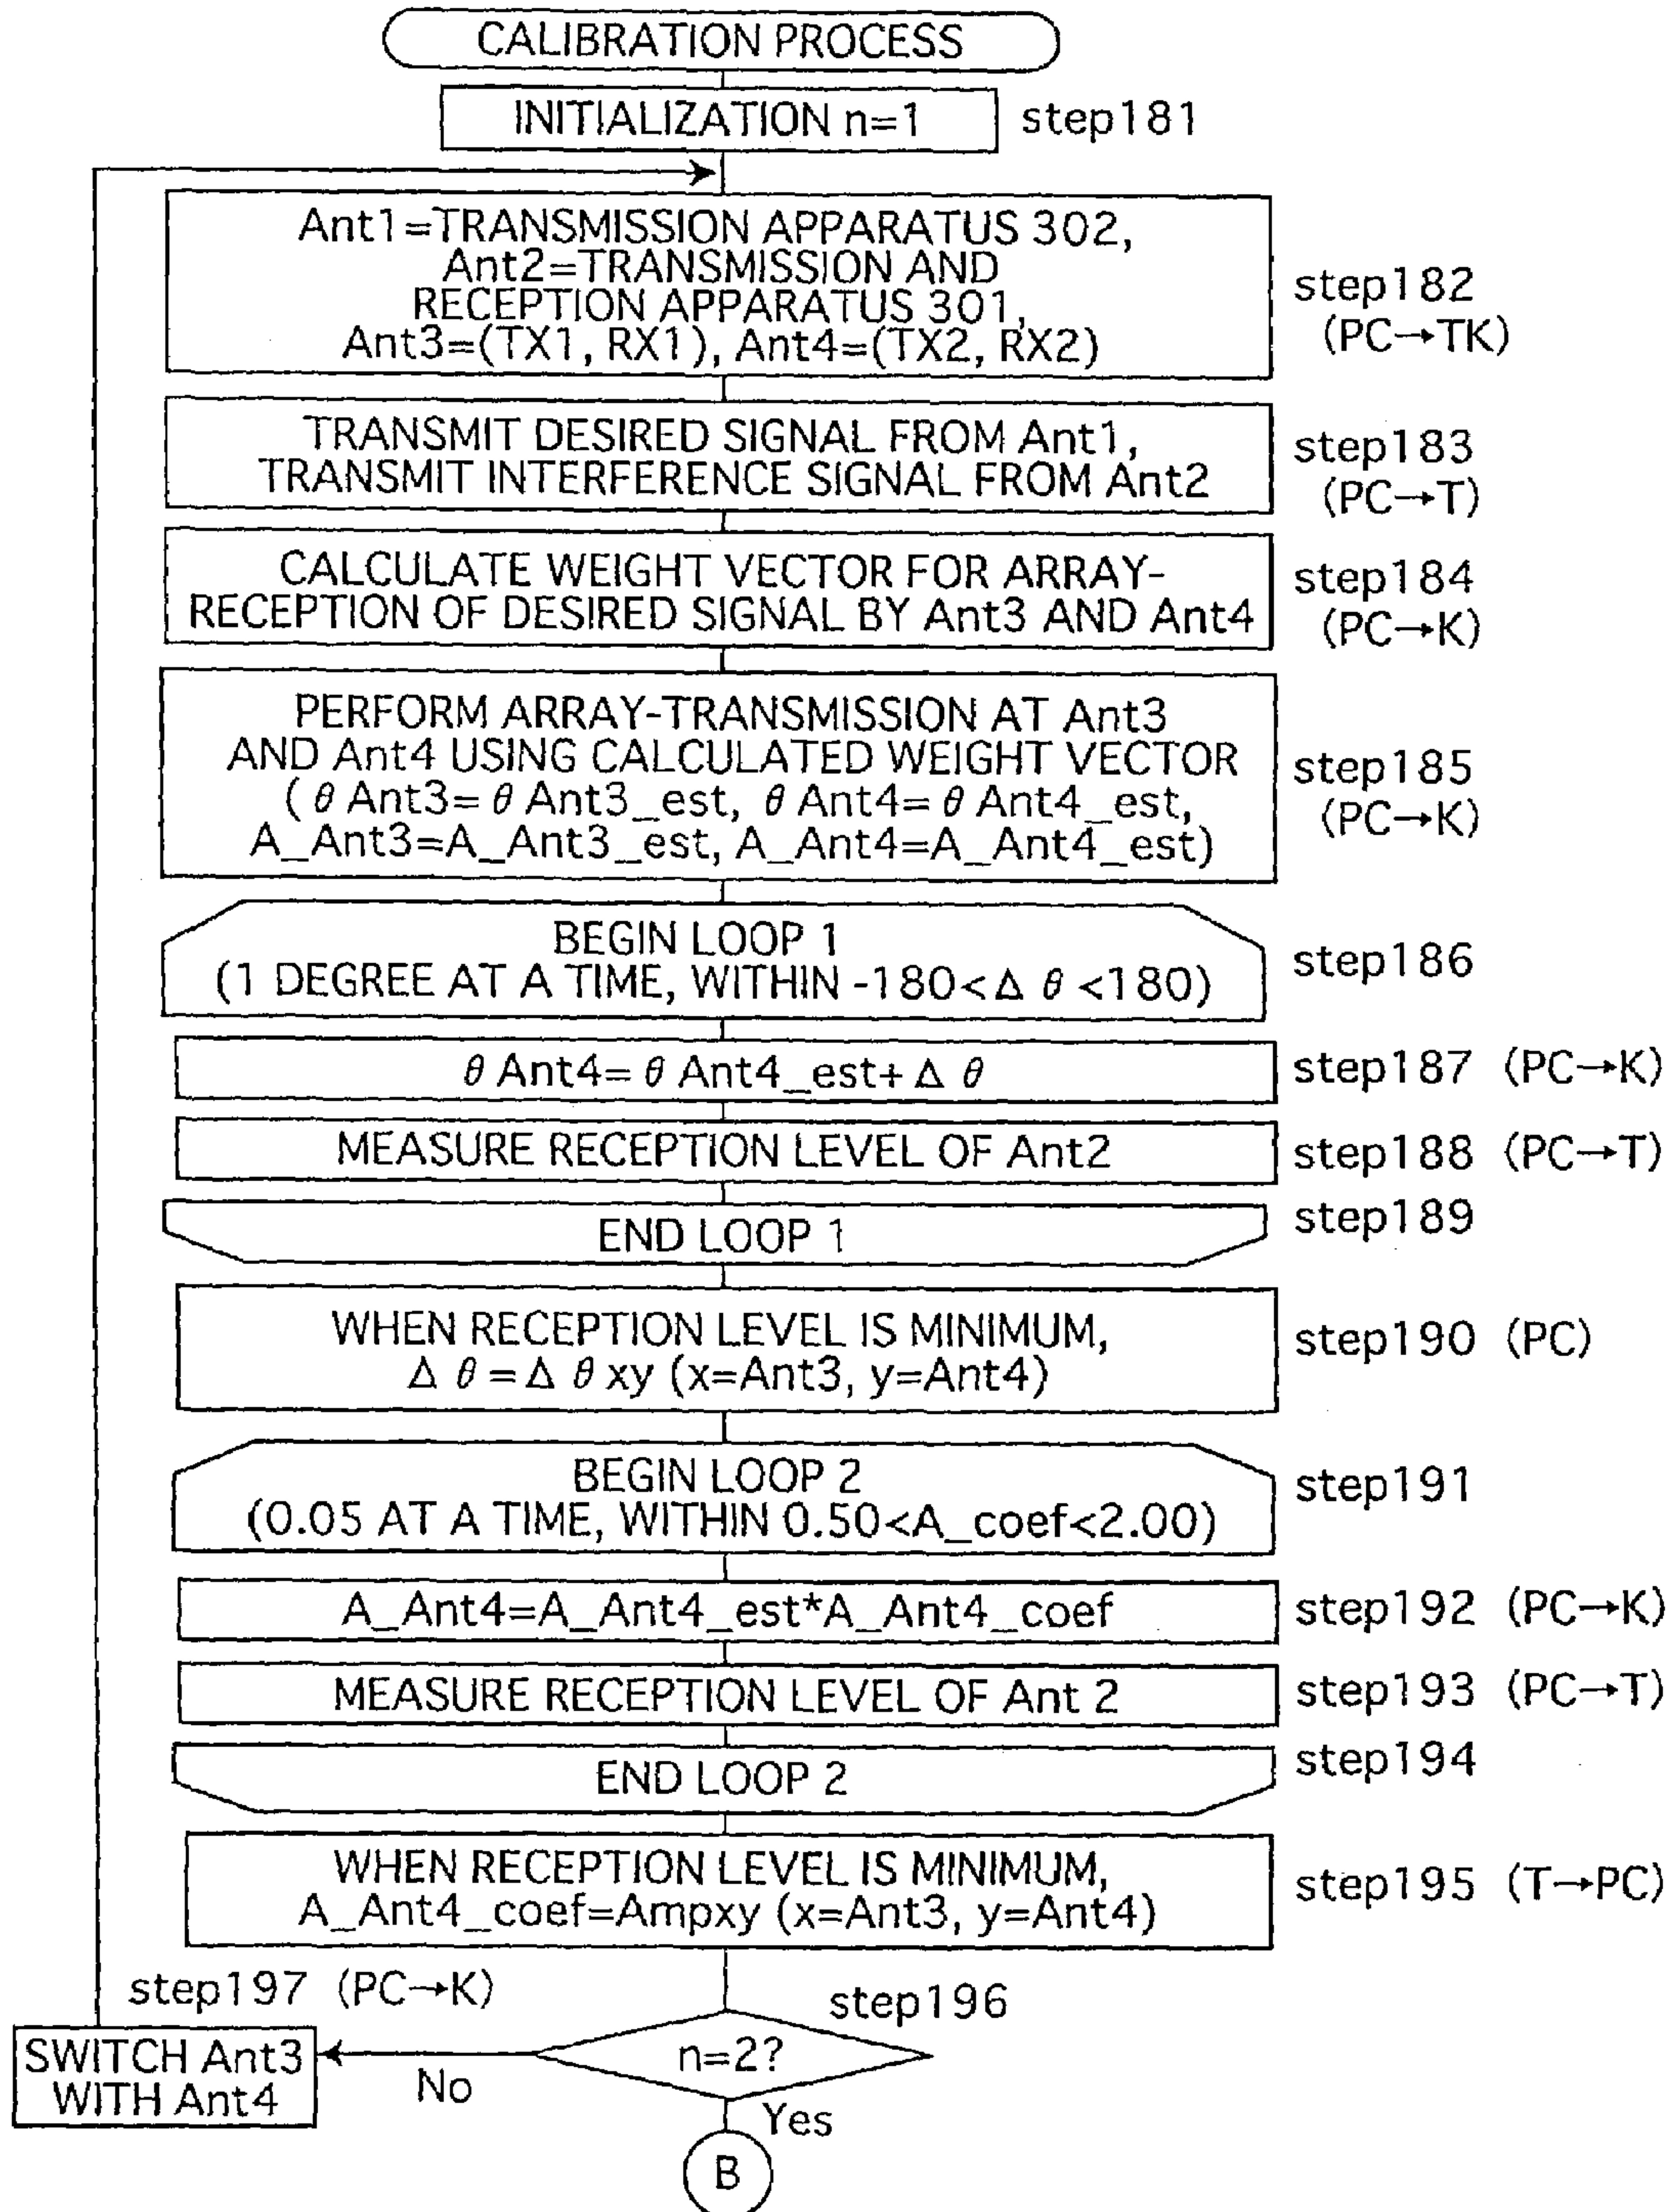 CALIBRATION PROCESS
INITIALIZATION n=1
step181
Ant1=TRANSMISSION APPARATUS 302,
Ant2=TRANSMISSION AND
RECEPTION APPARATUS 301,
Ant3=(TX1, RX1), Ant4=(TX2, RX2)
step182
(PC→TK)
TRANSMIT DESIRED SIGNAL FROM Ant1,
TRANSMIT INTERFERENCE SIGNAL FROM Ant2
step183
(PC→T)
CALCULATE WEIGHT VECTOR FOR ARRAY-
RECEPTION OF DESIRED SIGNAL BY Ant3 AND Ant4
step184
(PC→K)
PERFORM ARRAY-TRANSMISSION AT Ant3
AND Ant4 USING CALCULATED WEIGHT VECTOR
( θ Ant3= θ Ant3_est, θ Ant4= θ Ant4_est,
A_Ant3=A_Ant3_est, A_Ant4=A_Ant4_est)
step185
(PC→K)
BEGIN LOOP 1
(1 DEGREE AT A TIME, WITHIN -180<Δ θ <180)
step186
θ Ant4= θ Ant4_est+ Δ θ
step187 (PC→K)
MEASURE RECEPTION LEVEL OF Ant2
step188 (PC→T)
END LOOP 1
step189
WHEN RECEPTION LEVEL IS MINIMUM,
Δ θ =Δ θ xy (x=Ant3, y=Ant4)
step190 (PC)
BEGIN LOOP 2
(0.05 AT A TIME, WITHIN 0.50<A_coef<2.00)
step191
A_Ant4=A_Ant4_est*A_Ant4_coef
step192 (PC→K)
MEASURE RECEPTION LEVEL OF Ant 2
step193 (PC→T)
END LOOP 2
step194
WHEN RECEPTION LEVEL IS MINIMUM,
A_Ant4_coef=Ampxy (x=Ant3, y=Ant4)
step195 (T→PC)
step197 (PC→K)
step196
SWITCH Ant3
WITH Ant4
No
n=2?
Yes
B